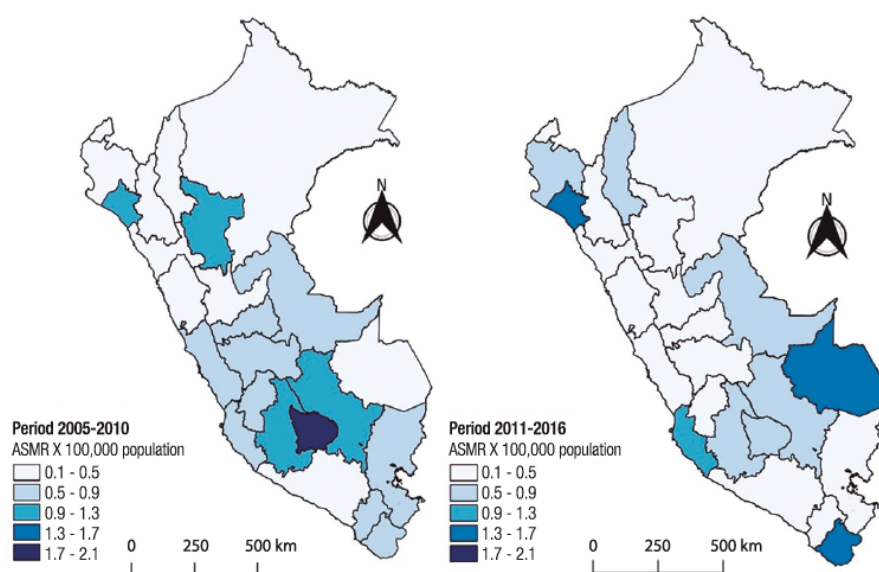 N
Period 2005-2010
ASMR X 100,000 population
0.1 - 0.5
0.5 - 0.9
0.9 - 1.3
1.3 - 1.7
1.7 - 2.1
0 250 500 km
N
Period 2011-2016
ASMR X 100,000 population
0.1 - 0.5
0.5 - 0.9
0.9 - 1.3
1.3 - 1.7
1.7 - 2.1
0 250 500 km